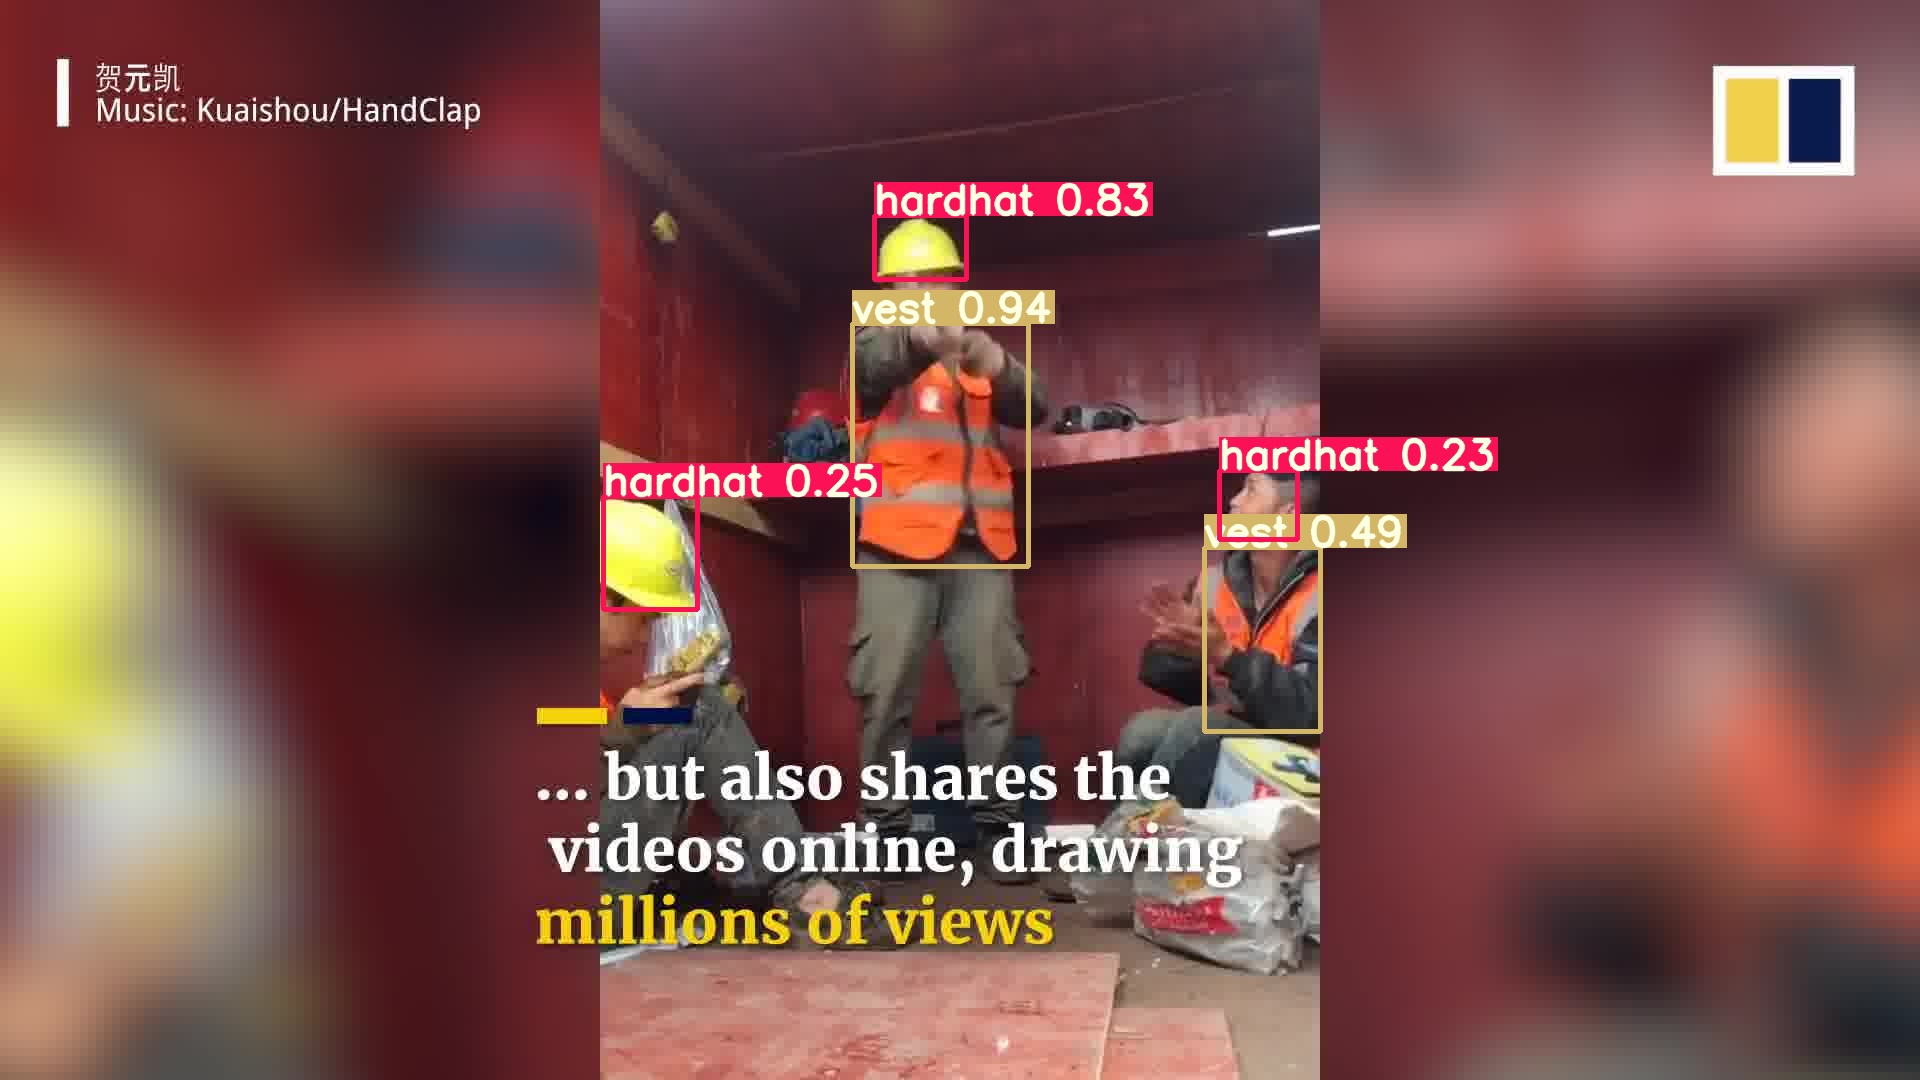 贺元凯
Music: Kuaishou/HandClap
hardhat 0.83
vest 0.94
hardhat 0.23
hardhat 0.25
vest 0.49
... but also shares the
videos online, drawing
millions of views